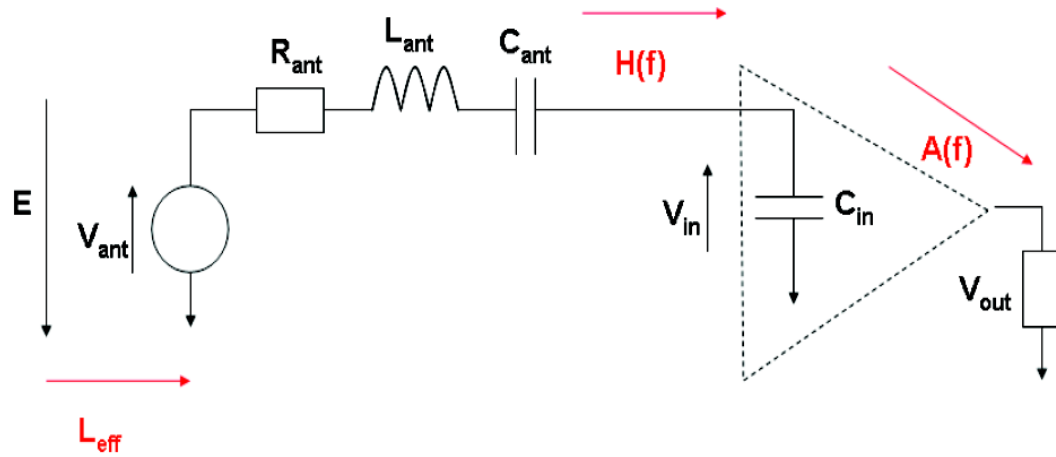 L_ant
R_ant
C_ant
H(f)
A(f)
E
V_ant
V_in
C_in
V_out
L_eff